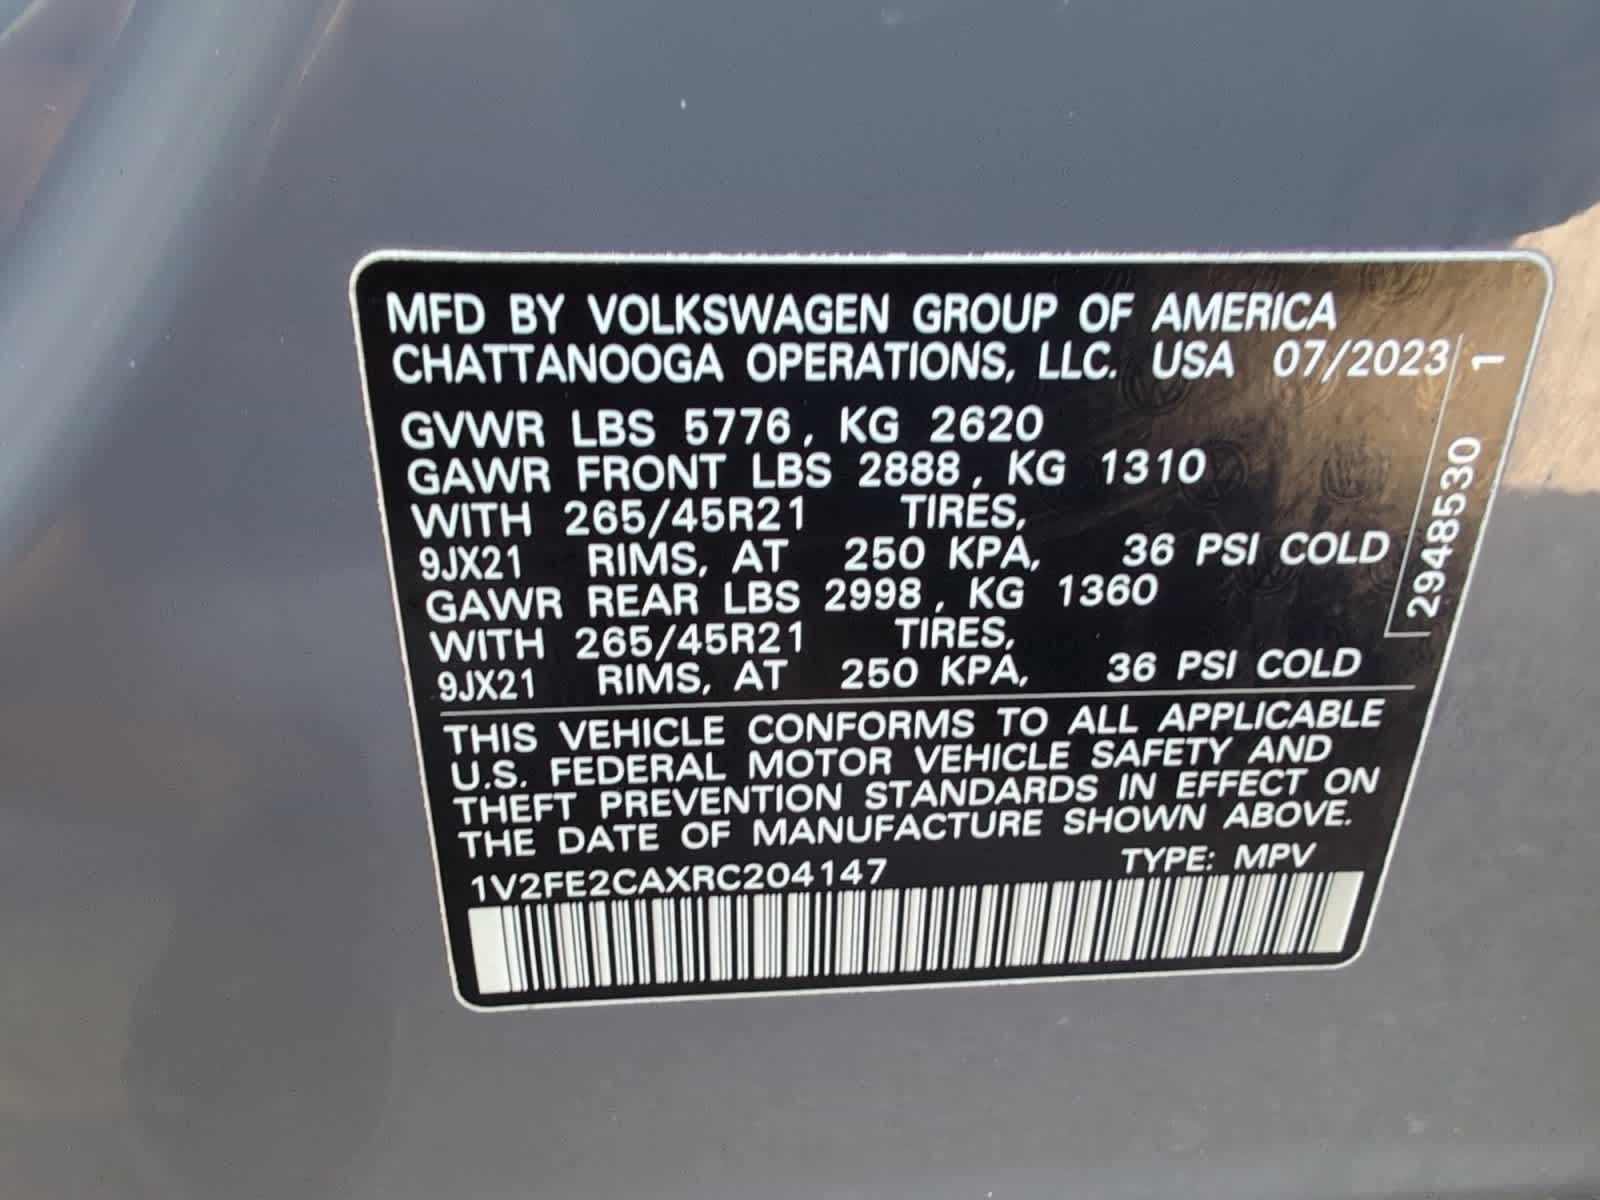 MFD BY VOLKSWAGEN GROUP OF AMERICA
CHATTANOOGA OPERATIONS, LLC. USA 07/2023
GVWR LBS 5776, KG 2620
GAWR FRONT LBS 2888, KG 1310
WITH 265/45R21 TIRES,
9JX21 RIMS, AT 250 KPA, 36 PSI COLD
GAWR REAR LBS 2998, KG 1360
WITH 265/45R21 TIRES,
9JX21 RIMS, AT 250 KPA, 36 PSI COLD
THIS VEHICLE CONFORMS TO ALL APPLICABLE
U.S. FEDERAL MOTOR VEHICLE SAFETY AND
THEFT PREVENTION STANDARDS IN EFFECT ON
THE DATE OF MANUFACTURE SHOWN ABOVE.
1V2FE2CAXRC204147 TYPE: MPV
2948530 1